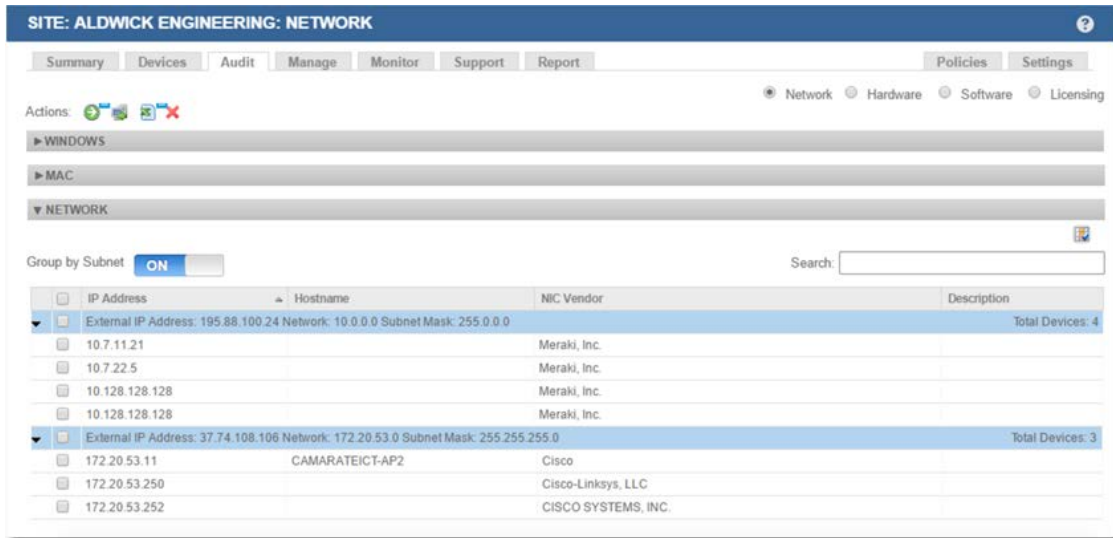 SITE: ALDWICK ENGINEERING: NETWORK
Summary Devices Audit Manage Monitor Support Report Policies Settings
Network Hardware Software Licensing
Actions:
WINDOWS
MAC
NETWORK
Group by Subnet ON Search:
IP Address Hostname NIC Vendor Description
External IP Address: 195.88.100.24 Network: 10.0.0.0 Subnet Mask: 255.0.0.0 Total Devices: 4
10.7.11.21 Meraki, Inc.
10.7.22.5 Meraki, Inc.
10.128.128.128 Meraki, Inc.
10.128.128.128 Meraki, Inc.
External IP Address: 37.74.108.106 Network: 172.20.53.0 Subnet Mask: 255.255.255.0 Total Devices: 3
172.20.53.11 CAMARATEICT-AP2 Cisco
172.20.53.250 Cisco-Linksys, LLC
172.20.53.252 CISCO SYSTEMS, INC.